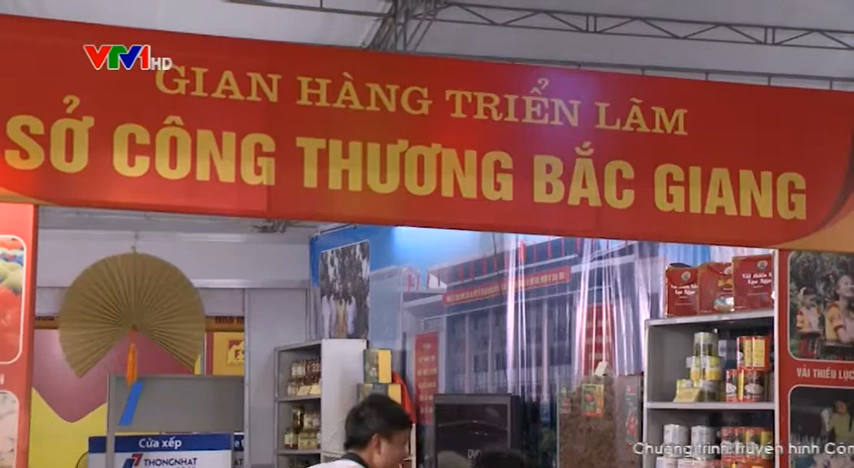 VTV1HD
GIAN HÀNG TRIỂN LÃM
SỞ CÔNG THƯƠNG BẮC GIANG
VẢI THIỀU LỤC
Cửa xếp
7 THONGNHAT
Chương trình truyền hình Côn